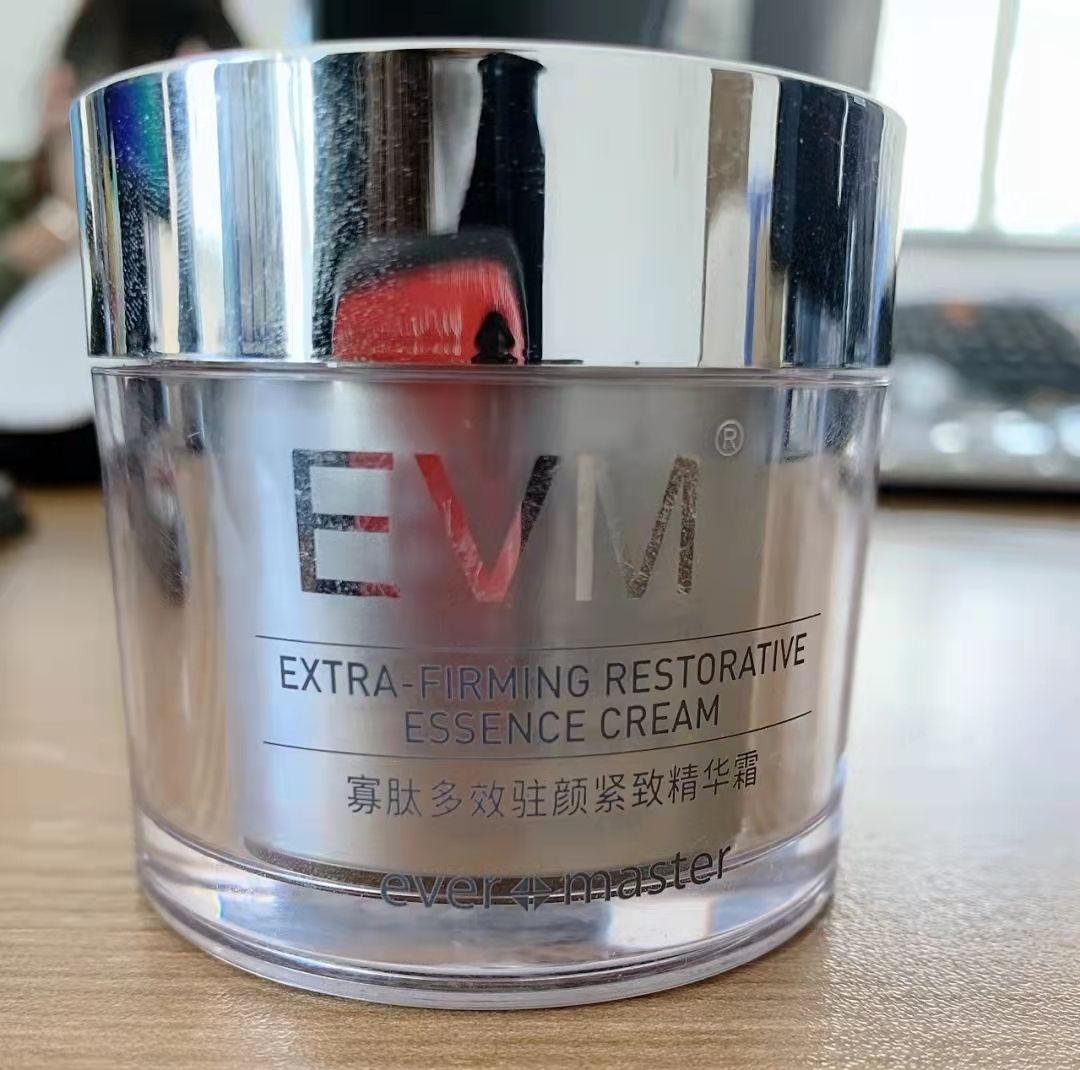 EVM®
EXTRA-FIRMING RESTORATIVE
ESSENCE CREAM
寡肽多效驻颜紧致精华霜
ever master